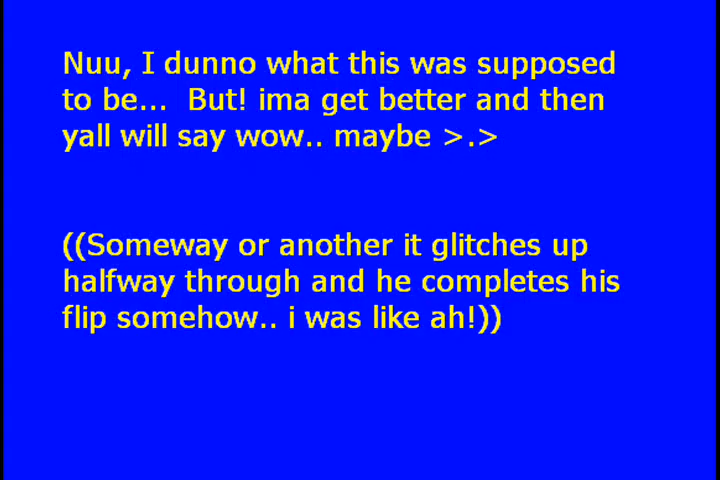 Nuu, I dunno what this was supposed
to be...  But! ima get better and then
yall will say wow.. maybe >.>
((Someway or another it glitches up
halfway through and he completes his
flip somehow.. i was like ah!))